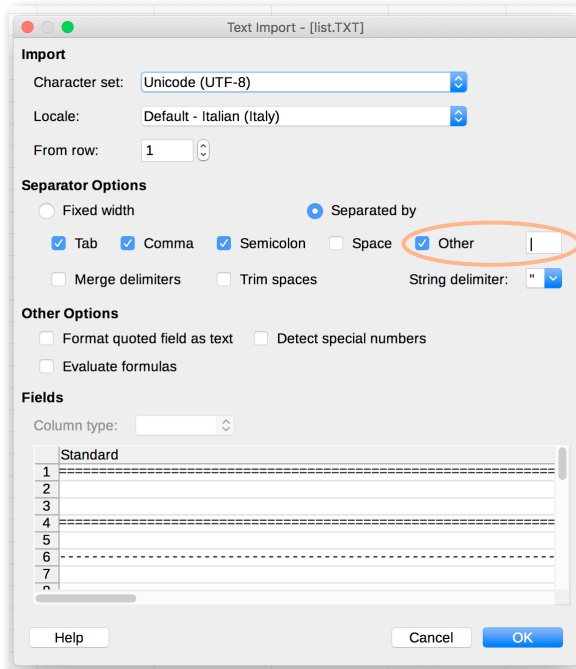 Text Import - [list.TXT]
Import
Character set: Unicode (UTF-8)
Locale: Default - Italian (Italy)
From row: 1
Separator Options
Fixed width Separated by
Tab Comma Semicolon Space Other |
Merge delimiters Trim spaces String delimiter: "
Other Options
Format quoted field as text Detect special numbers
Evaluate formulas
Fields
Column type:
Standard
1 ==========================================================
2
3
4 ==========================================================
5
6 - - - - - - - - - - - - - - - - - - - - - - - - - - - - - - - - - - - - - - - - - - - - - - - - - - - - - - - - - -
7
Help Cancel OK